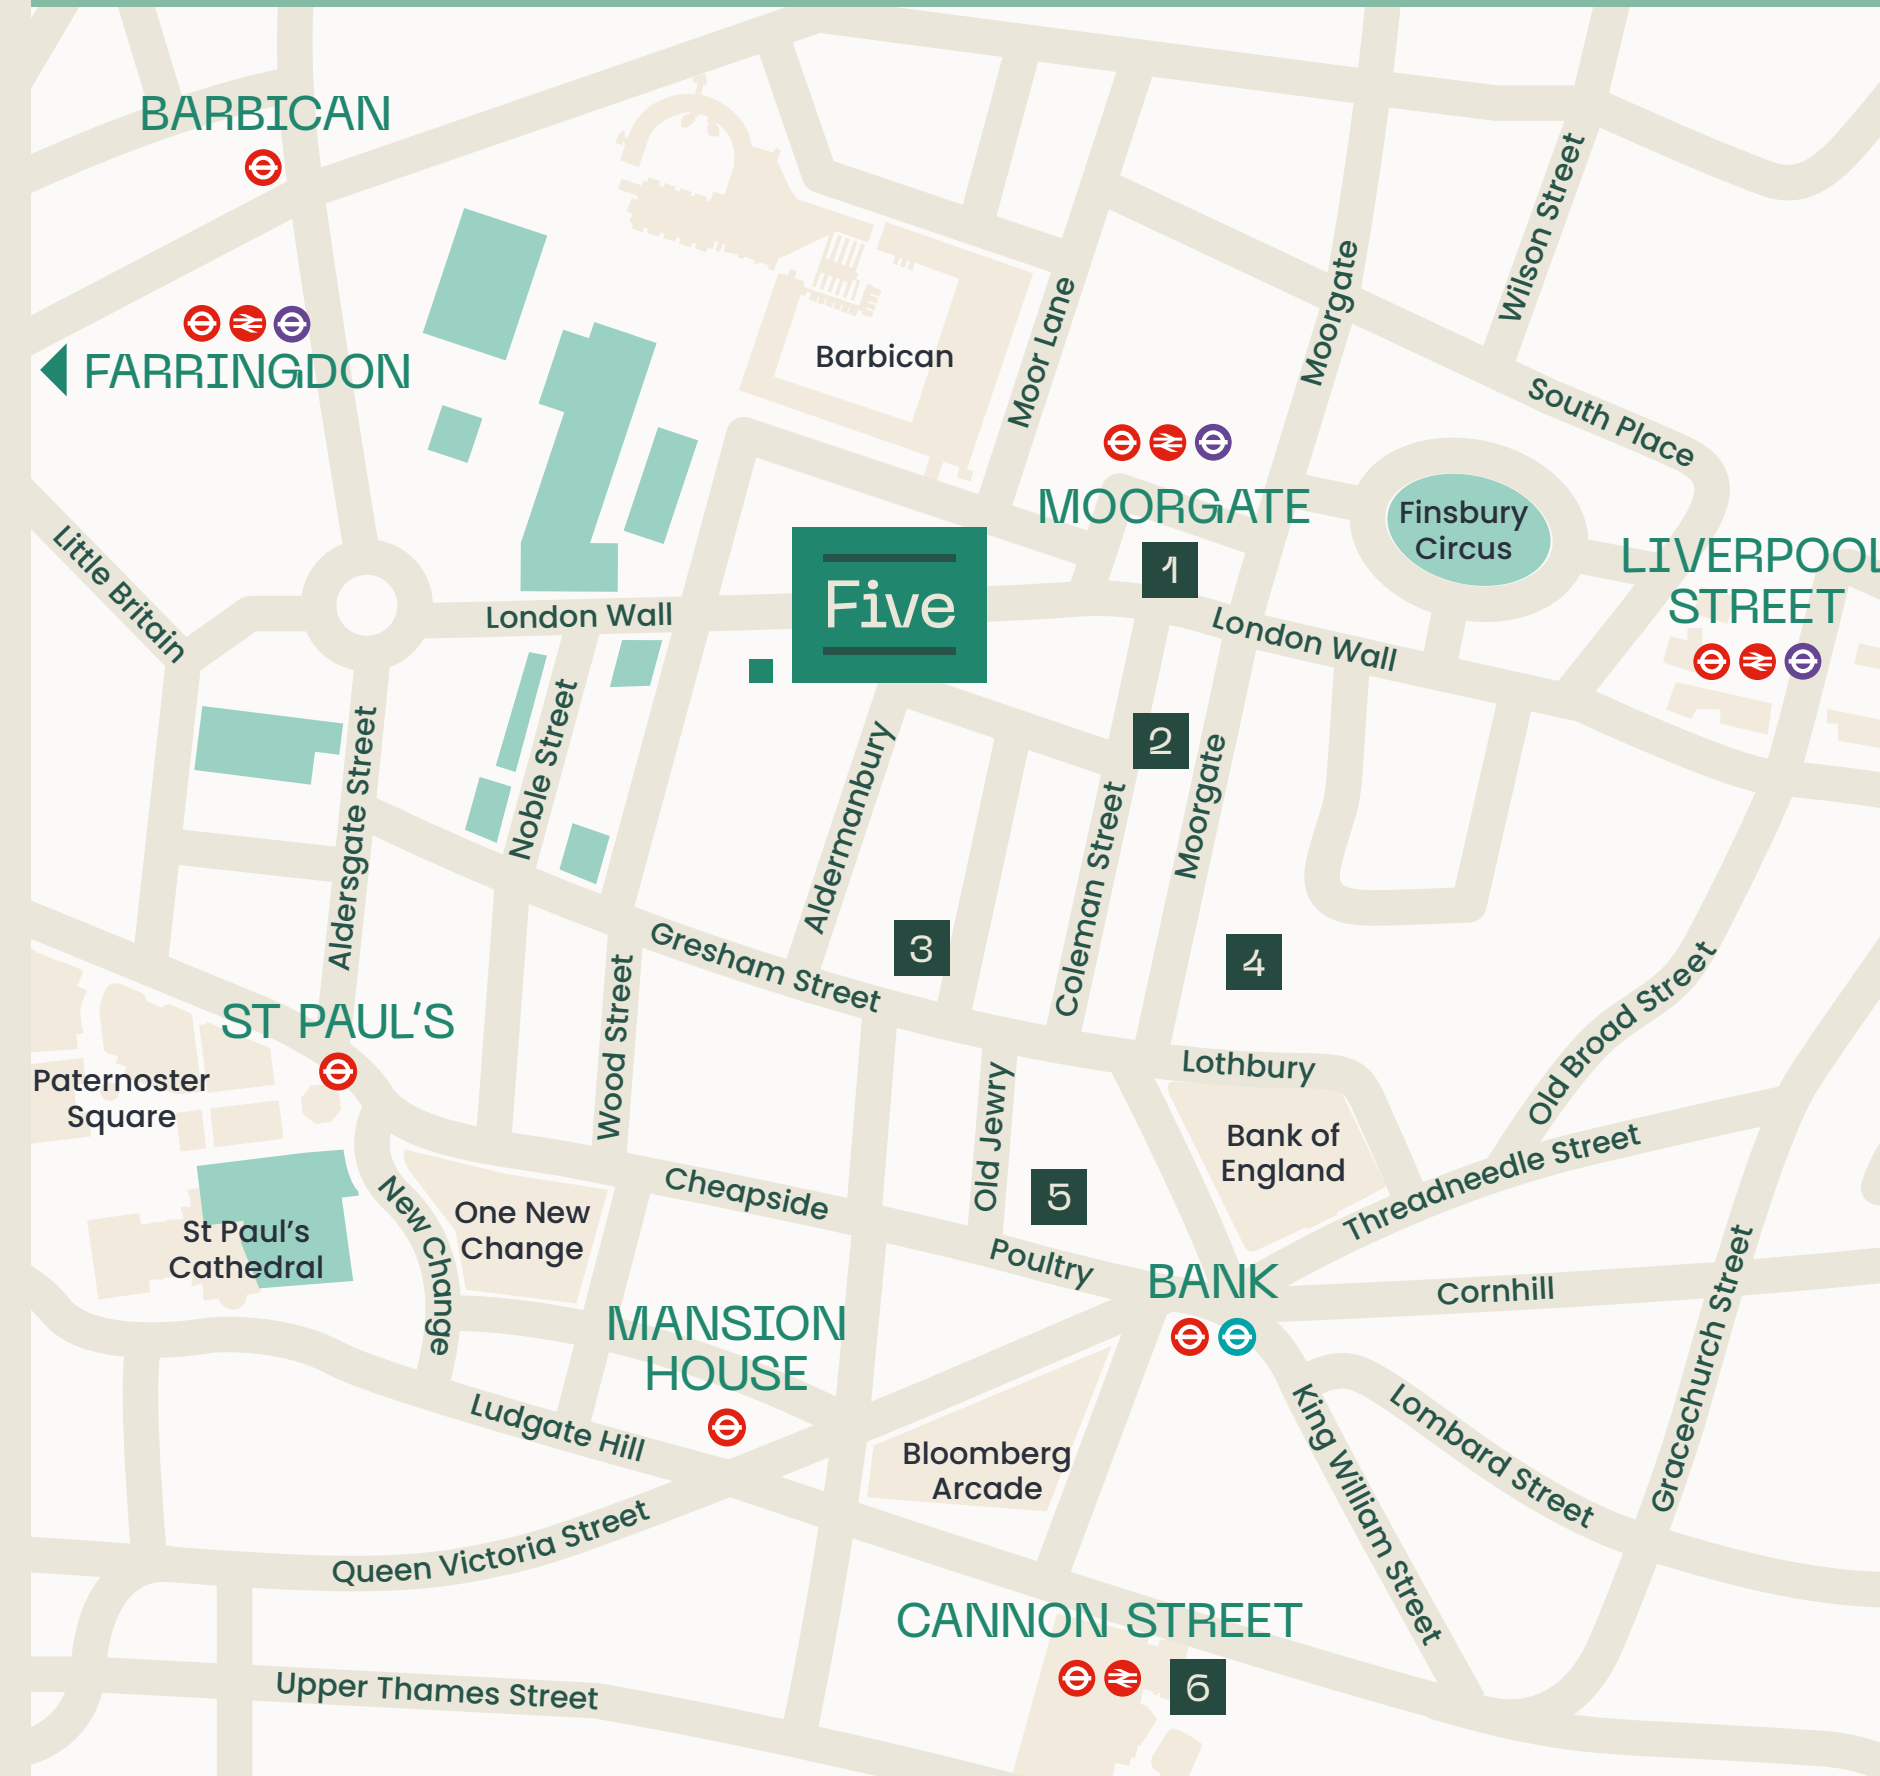 BARBICAN
Wilson Street
Moorgate
FARRINGDON
Barbican
Moor Lane
South Place
MOORGATE
Finsbury
Circus
LIVERPOOL
STREET
1
Little Britain
London Wall
Five
London Wall
Noble Street
Aldersgate Street
Aldermanbury
2
Moorgate
Coleman Street
3
4
Gresham Street
Wood Street
Old Broad Street
ST PAUL'S
Paternoster
Square
Lothbury
Old Jewry
Bank of
England
Threadneedle Street
New Change
One New
Change
Cheapside
5
St Paul's
Cathedral
Poultry
BANK
Cornhill
Gracechurch Street
MANSION
HOUSE
Ludgate Hill
Bloomberg
Arcade
King William Street
Lombard Street
Queen Victoria Street
CANNON STREET
6
Upper Thames Street